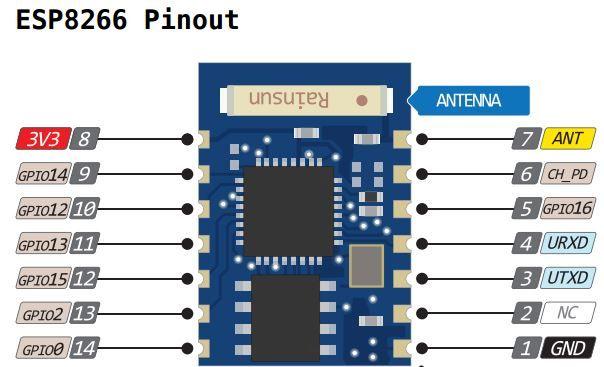 ESP8266 Pinout
Rainsun
ANTENNA
3V3 8
7 ANT
GPIO14 9
6 CH_PD
GPIO12 10
5 GPIO16
GPIO13 11
4 URXD
GPIO15 12
3 UTXD
GPIO2 13
2 NC
GPIO0 14
1 GND